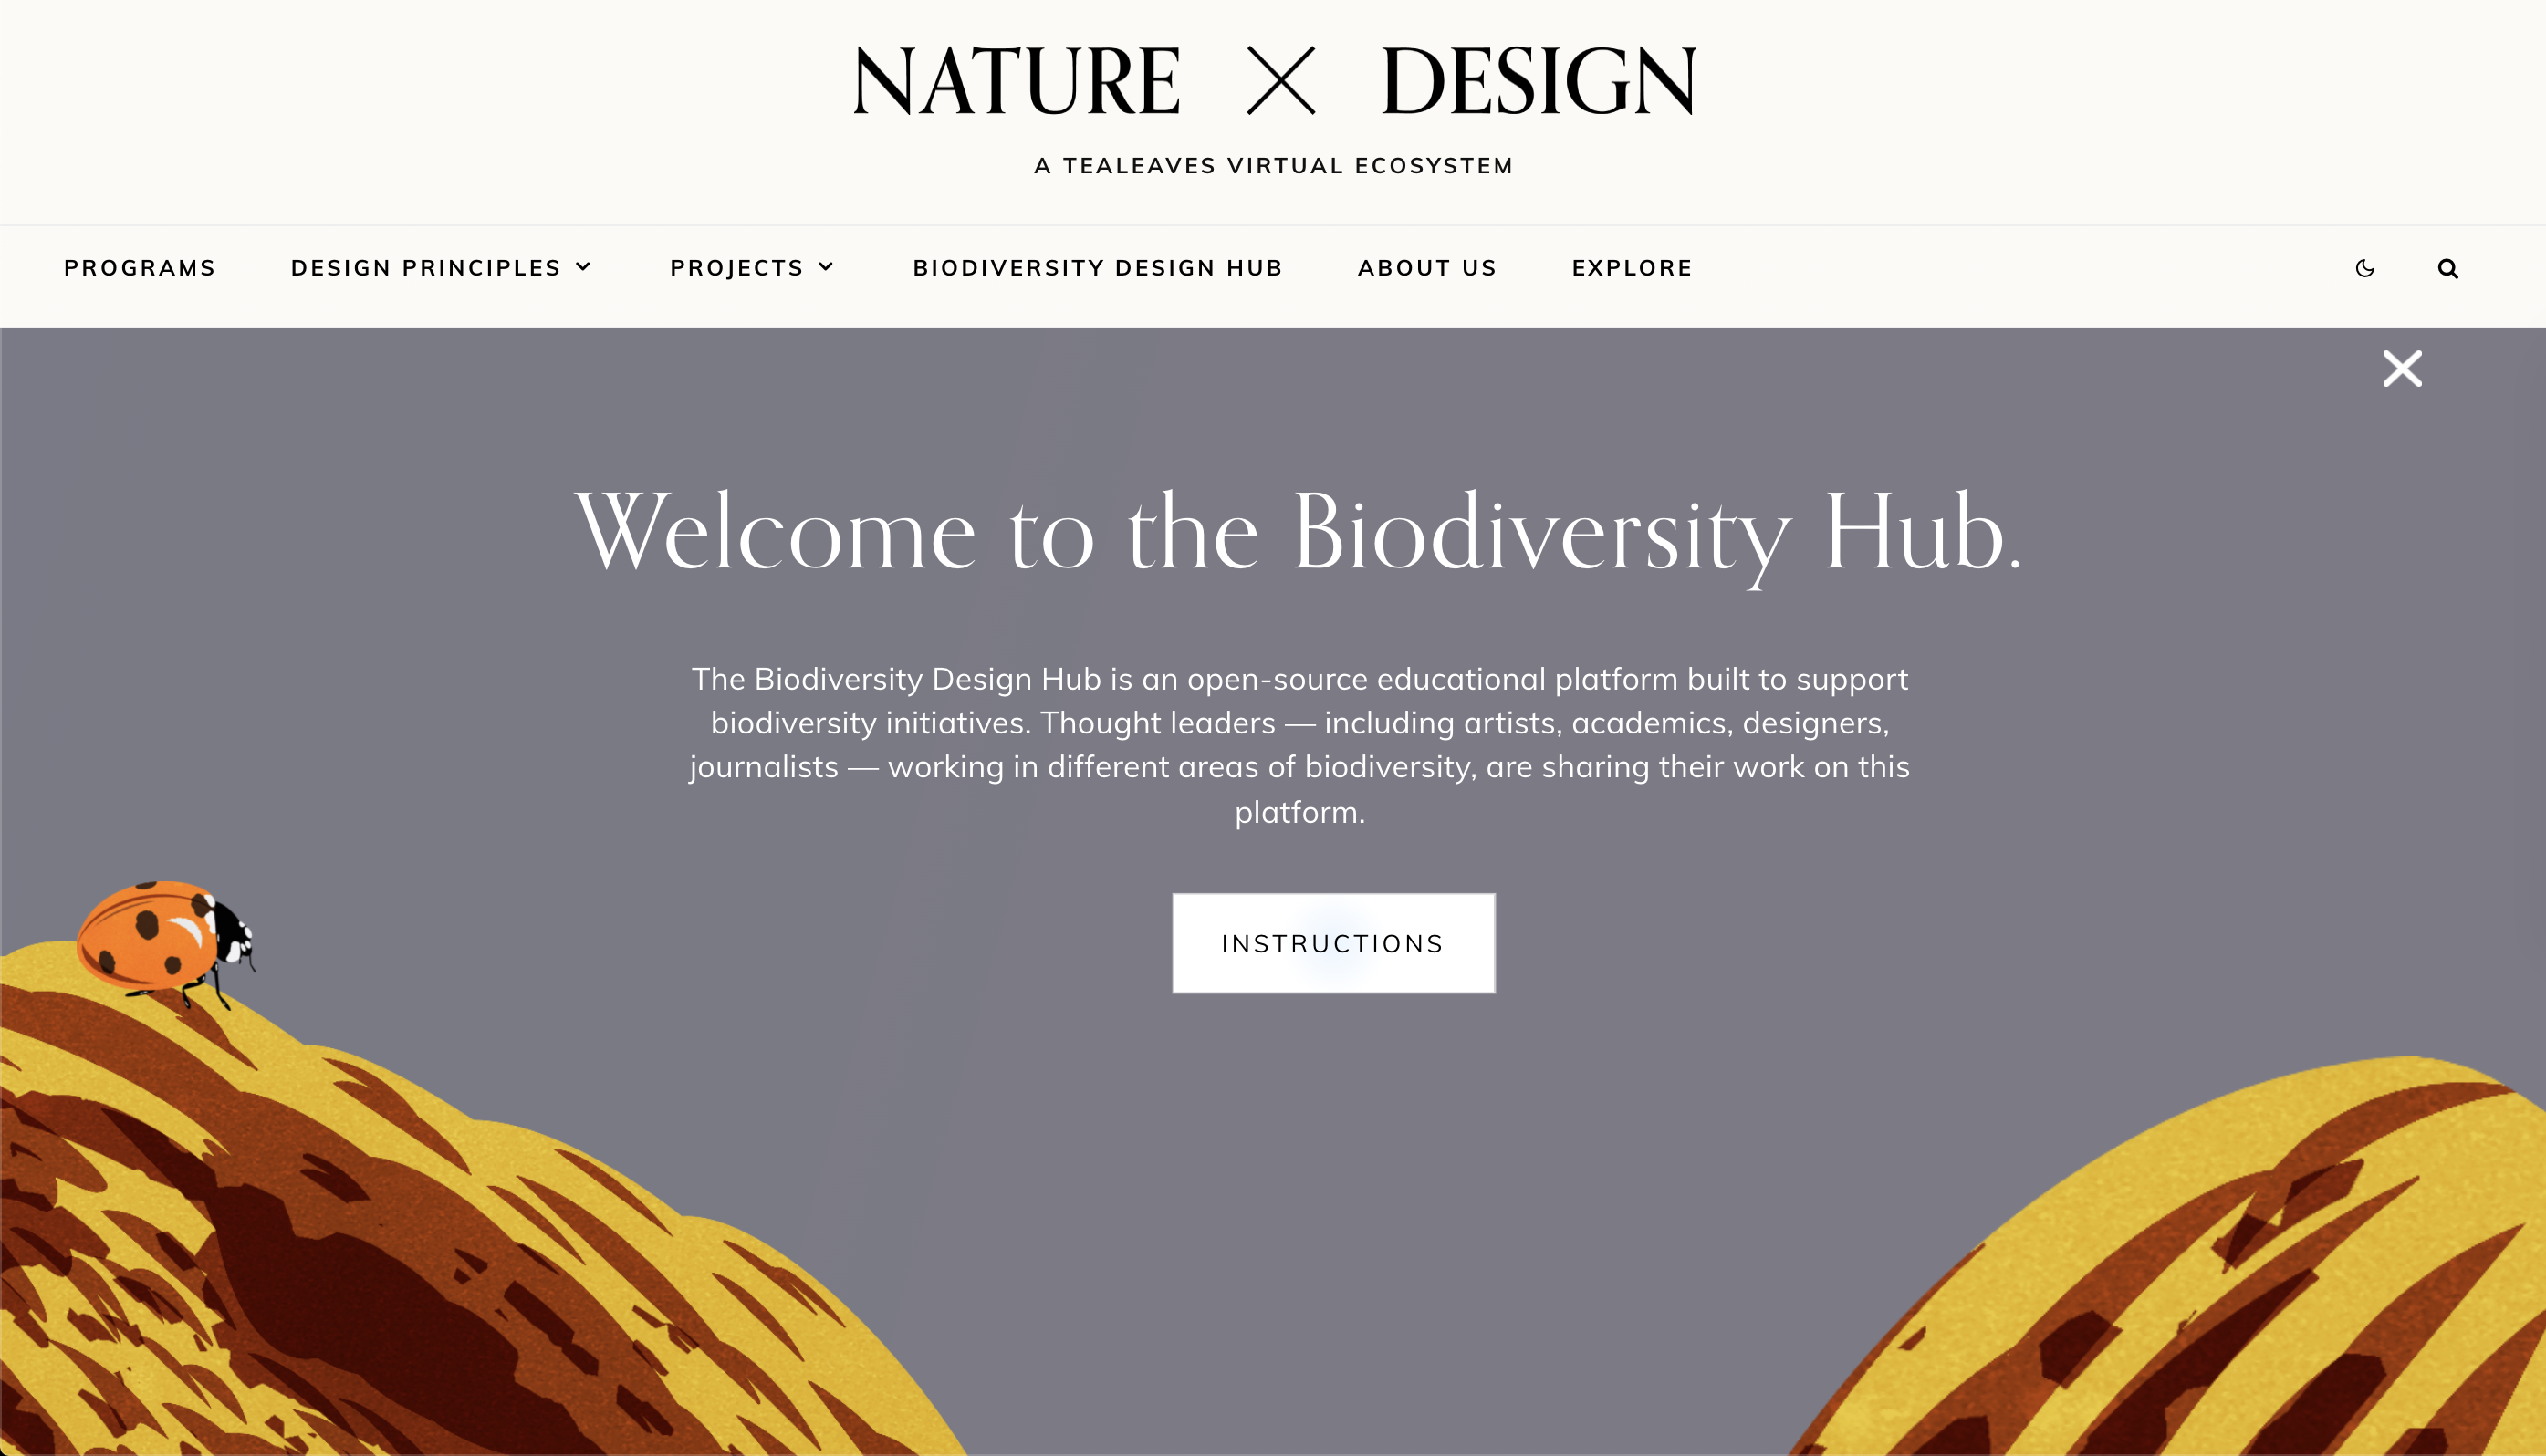 NATURE X DESIGN
A TEALEAVES VIRTUAL ECOSYSTEM
PROGRAMS DESIGN PRINCIPLES PROJECTS BIODIVERSITY DESIGN HUB ABOUT US EXPLORE
Welcome to the Biodiversity Hub.
The Biodiversity Design Hub is an open-source educational platform built to support
biodiversity initiatives. Thought leaders — including artists, academics, designers,
journalists — working in different areas of biodiversity, are sharing their work on this
platform.
INSTRUCTIONS